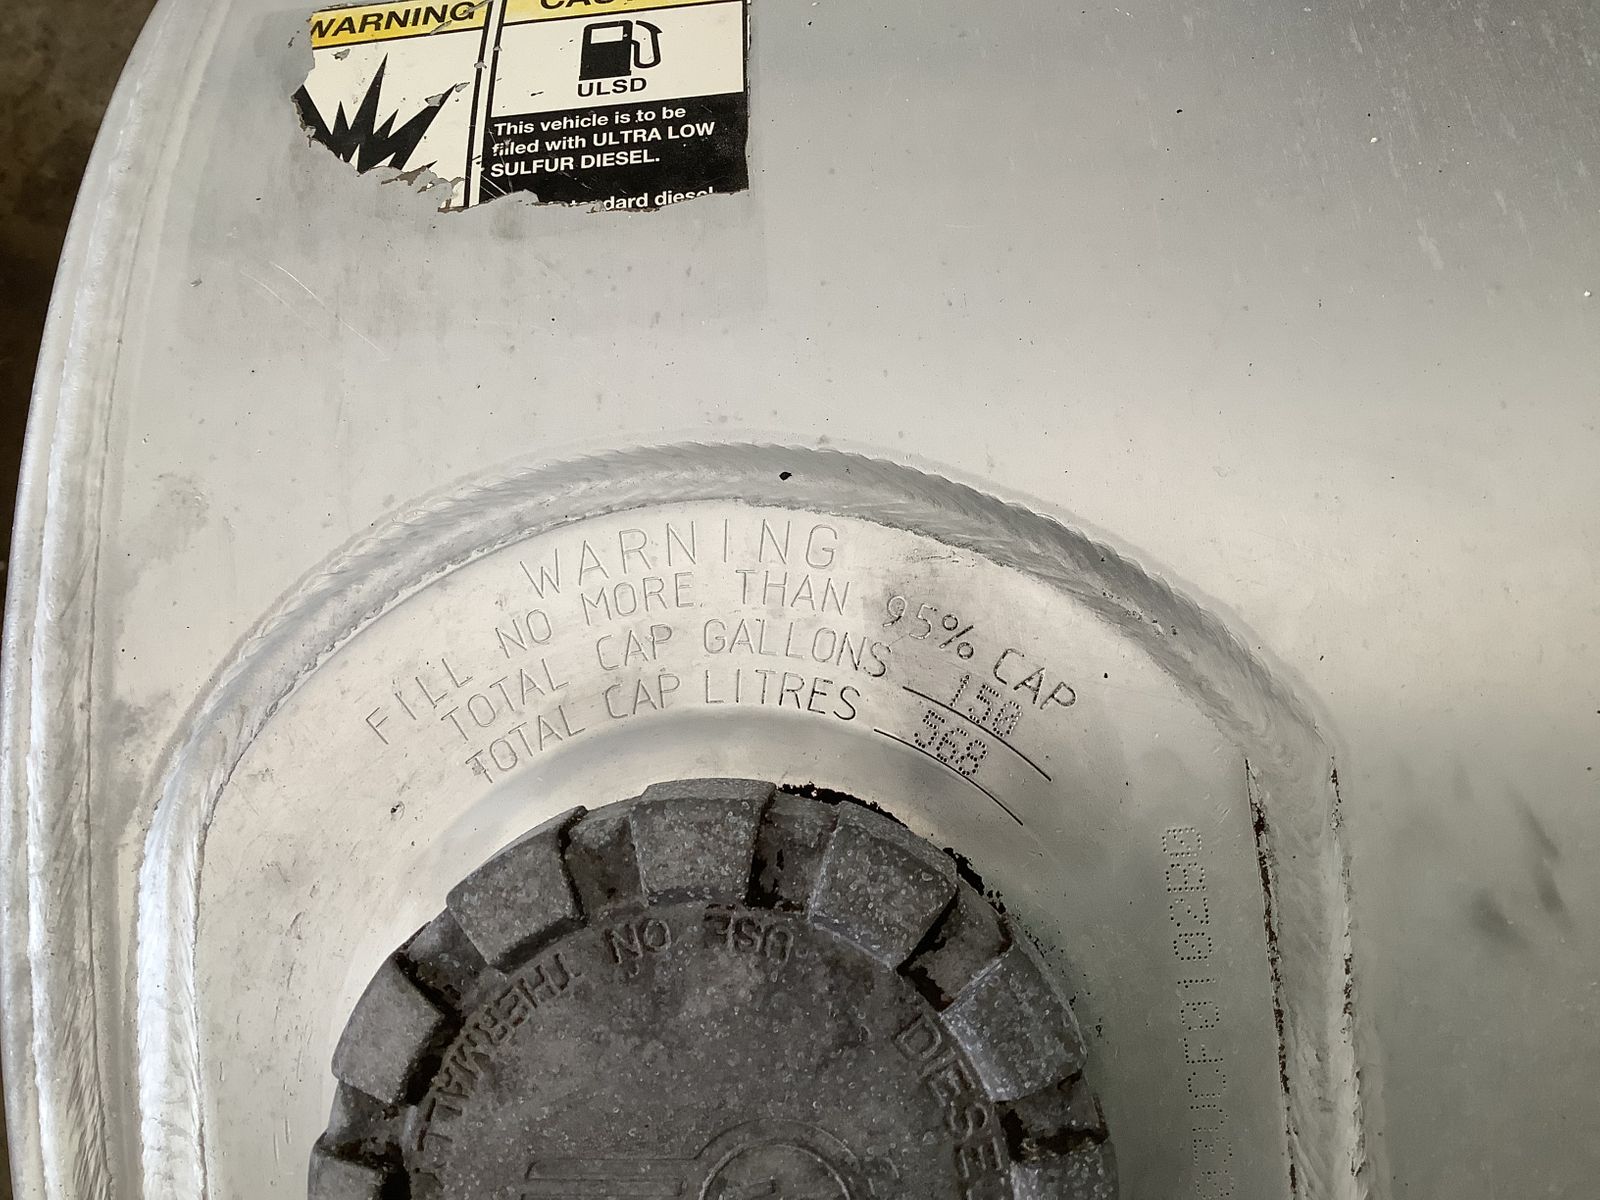 WARNING
ULSD
This vehicle is to be
filled with ULTRA LOW
SULFUR DIESEL.
WARNING
FILL NO MORE THAN 95% CAP
TOTAL CAP GALLONS 150
TOTAL CAP LITRES 568
USE ON THERMALLY
DIESEL